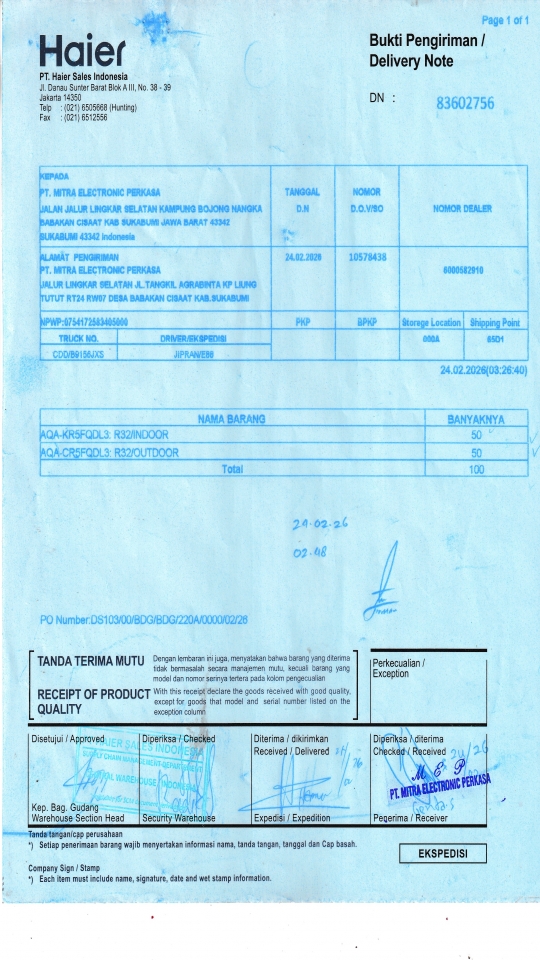 Page 1 of 1
Haier
Bukti Pengiriman /
Delivery Note
PT. Haier Sales Indonesia
Jl. Danau Sunter Barat Blok A III, No. 38 - 39
Jakarta 14350
Telp : (021) 6505668 (Hunting)
Fax : (021) 6512556
DN : 83602756
KEPADA
PT. MITRA ELECTRONIC PERKASA
JALAN JALUR LINGKAR SELATAN KAMPUNG BOJONG NANGKA
BABAKAN CISAAT KAB SUKABUMI JAWA BARAT 43342
SUKABUMI 43342 Indonesia
TANGGAL
D.N
NOMOR
D.O.V/SO
NOMOR DEALER
ALAMAT PENGIRIMAN
PT. MITRA ELECTRONIC PERKASA
JALUR LINGKAR SELATAN JL.TANGKIL AGRABINTA KP LIUNG
TUTUT RT24 RW07 DESA BABAKAN CISAAT KAB.SUKABUMI
24.02.2026
10578438
6000582910
NPWP:0754172583405000
PKP
BPKP
Storage Location
Shipping Point
TRUCK NO.
DRIVER/EKSPEDISI
000A
65D1
CDD/B9156JXS
JIPRAN/E86
24.02.2026(03:26:40)
NAMA BARANG BANYAKNYA
AQA-KR5FQDL3: R32/INDOOR 50
AQA-CR5FQDL3: R32/OUTDOOR 50
Total 100
24.02.26
02.48
PO Number:DS103/00/BDG/BDG/220A/0000/02/26
TANDA TERIMA MUTU
Dengan lembaran ini juga, menyatakan bahwa barang yang diterima
tidak bermasalah secara manajemen mutu, kecuali barang yang
model dan nomor serinya tertera pada kolom pengecualian
RECEIPT OF PRODUCT
QUALITY
With this receipt declare the goods received with good quality,
except for goods that model and serial number listed on the
exception column
Perkecualian /
Exception
Disetujui / Approved
Diperiksa / Checked
Diterima / dikirimkan
Received / Delivered
Diperiksa / diterima
Checked / Received
HAIER SALES INDONESIA
M E P
PT. MITRA ELECTRONIC PERKASA
Kep. Bag. Gudang
Warehouse Section Head
Security Warehouse
Expedisi / Expedition
Pegerima / Receiver
Tanda tangan/cap perusahaan
*) Setiap penerimaan barang wajib menyertakan informasi nama, tanda tangan, tanggal dan Cap basah.
EKSPEDISI
Company Sign / Stamp
*) Each item must include name, signature, date and wet stamp information.